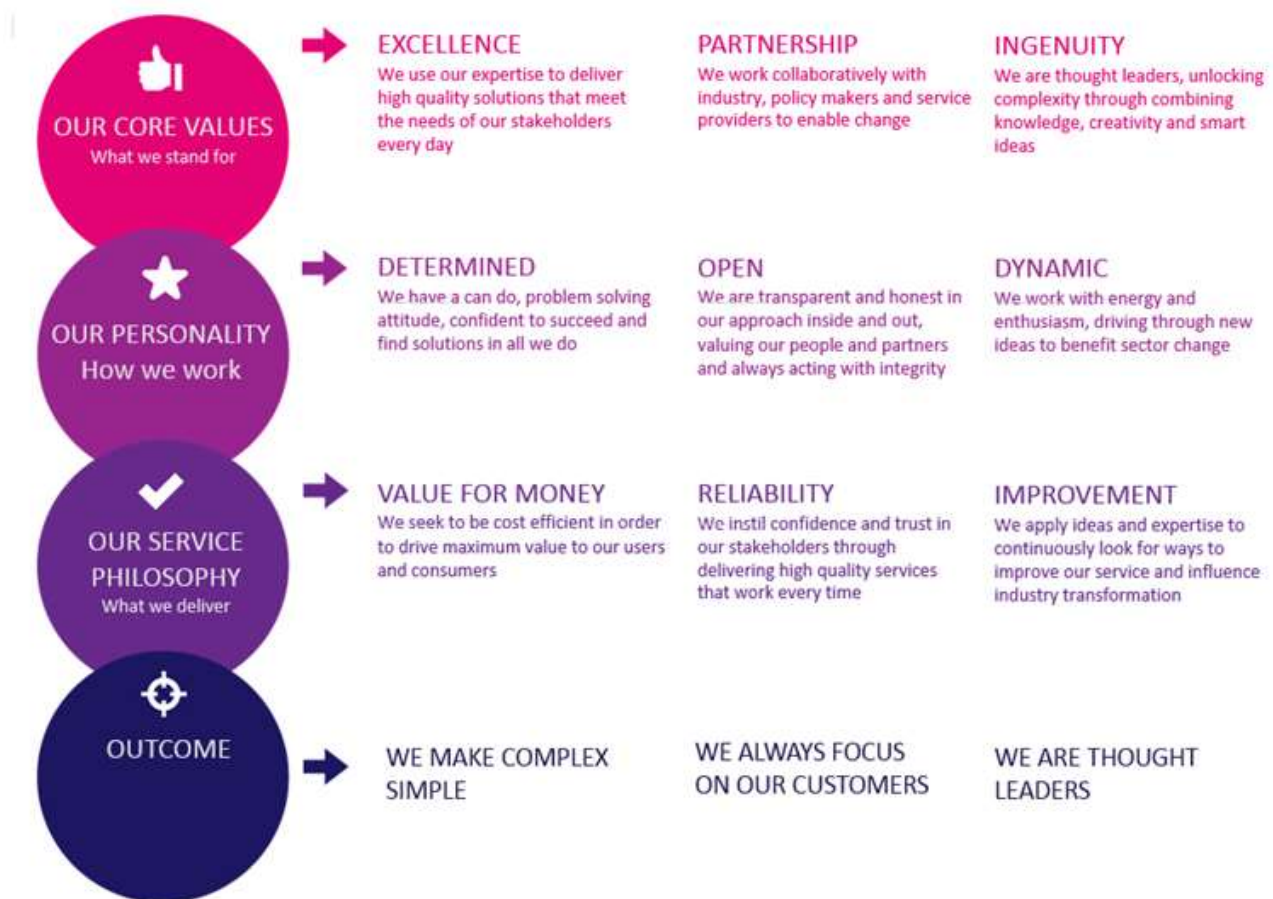 OUR CORE VALUES
What we stand for
EXCELLENCE
We use our expertise to deliver
high quality solutions that meet
the needs of our stakeholders
every day
PARTNERSHIP
We work collaboratively with
industry, policy makers and service
providers to enable change
INGENUITY
We are thought leaders, unlocking
complexity through combining
knowledge, creativity and smart
ideas
OUR PERSONALITY
How we work
DETERMINED
We have a can do, problem solving
attitude, confident to succeed and
find solutions in all we do
OPEN
We are transparent and honest in
our approach inside and out,
valuing our people and partners
and always acting with integrity
DYNAMIC
We work with energy and
enthusiasm, driving through new
ideas to benefit sector change
OUR SERVICE
PHILOSOPHY
What we deliver
VALUE FOR MONEY
We seek to be cost efficient in order
to drive maximum value to our users
and consumers
RELIABILITY
We instil confidence and trust in
our stakeholders through
delivering high quality services
that work every time
IMPROVEMENT
We apply ideas and expertise to
continuously look for ways to
improve our service and influence
industry transformation
OUTCOME
WE MAKE COMPLEX
SIMPLE
WE ALWAYS FOCUS
ON OUR CUSTOMERS
WE ARE THOUGHT
LEADERS